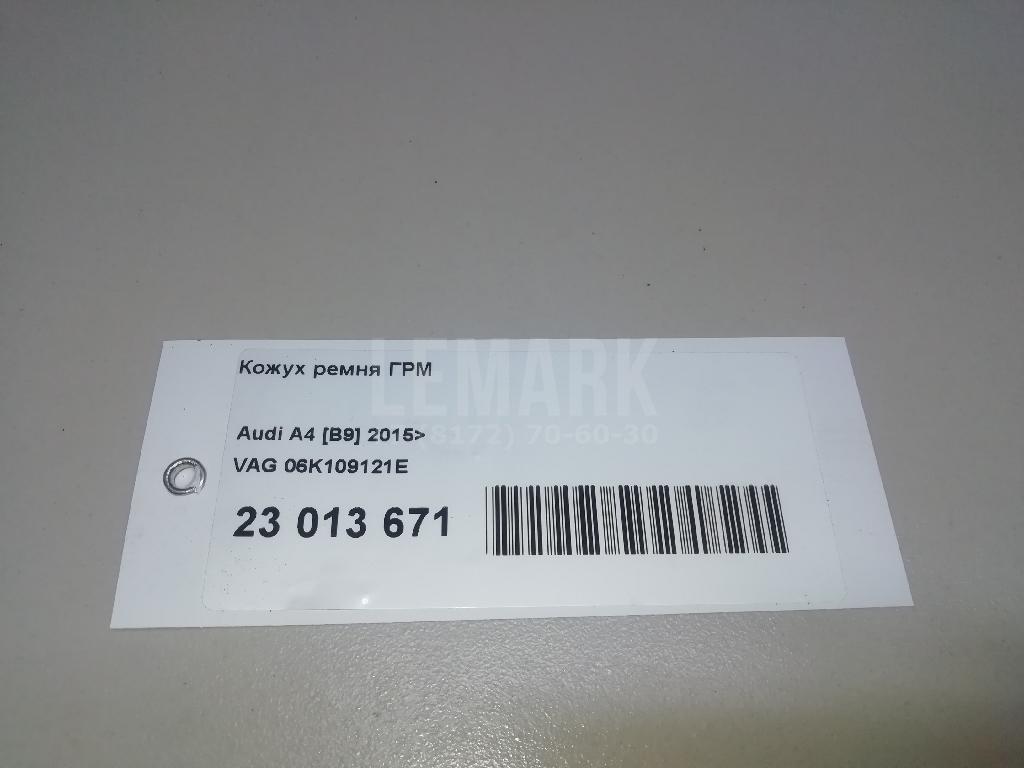 Кожух ремня ГРМ
LEMARK
Audi A4 [B9] 2015>
(8172) 70-60-30
VAG 06K109121E
23 013 671